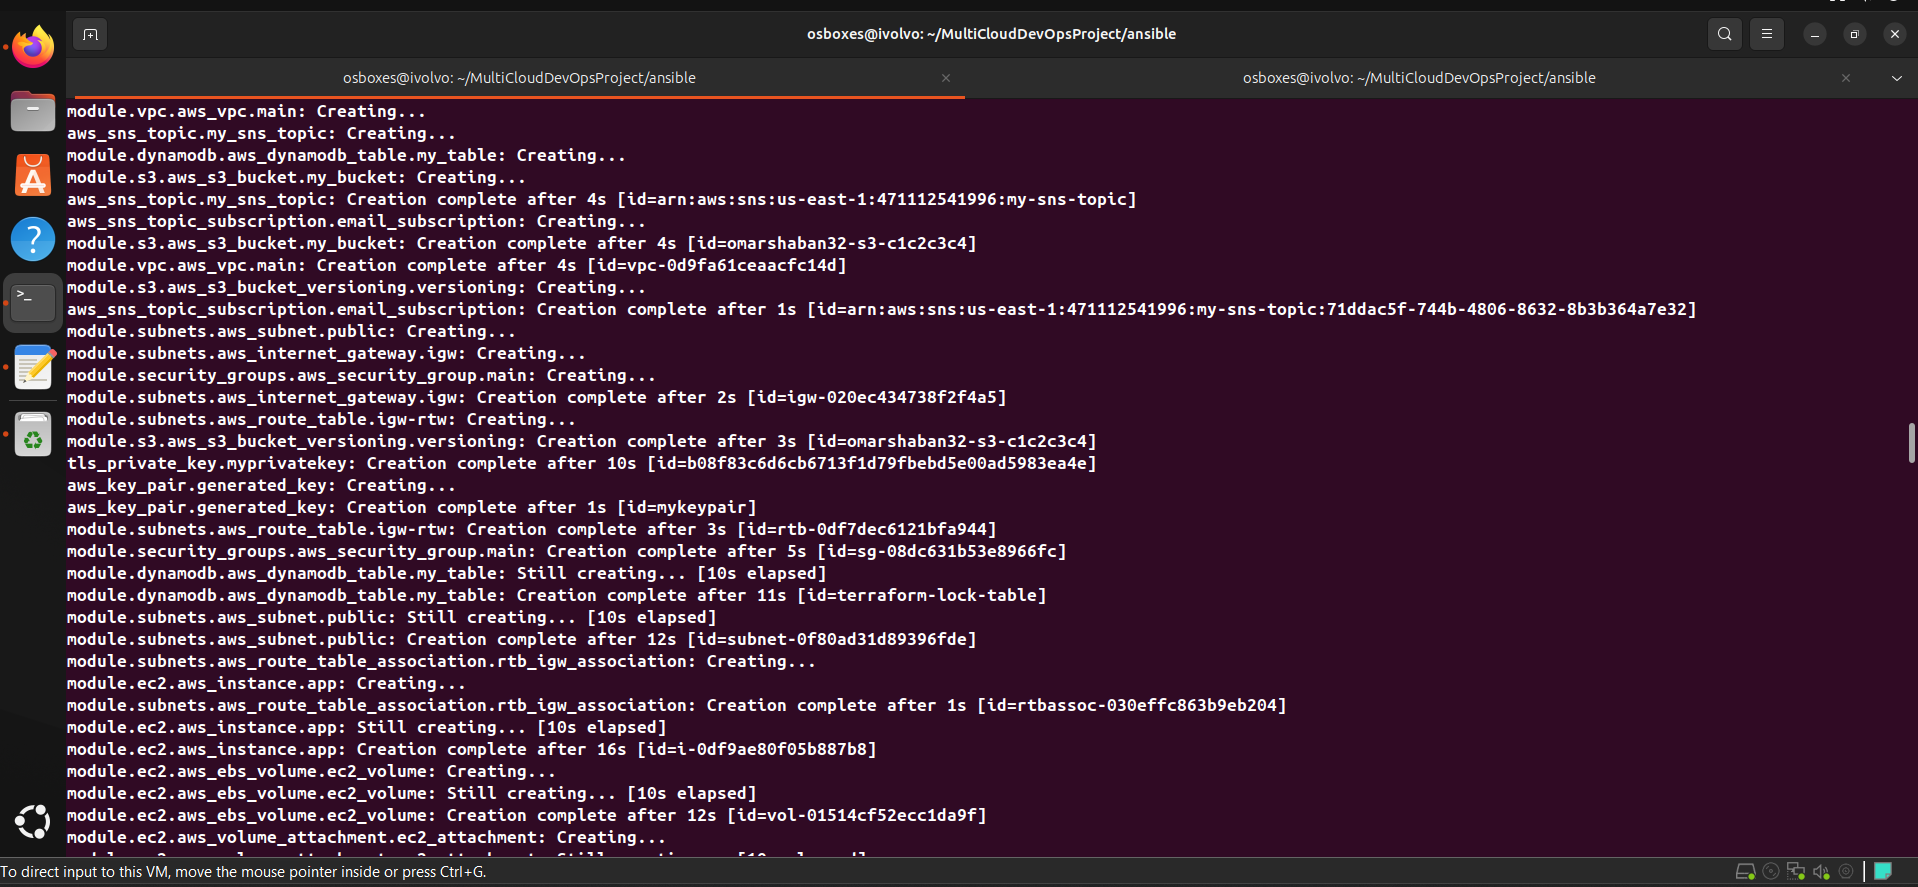 osboxes@ivolvo: ~/MultiCloudDevOpsProject/ansible
osboxes@ivolvo: ~/MultiCloudDevOpsProject/ansible
osboxes@ivolvo: ~/MultiCloudDevOpsProject/ansible
module.vpc.aws_vpc.main: Creating...
aws_sns_topic.my_sns_topic: Creating...
module.dynamodb.aws_dynamodb_table.my_table: Creating...
module.s3.aws_s3_bucket.my_bucket: Creating...
aws_sns_topic.my_sns_topic: Creation complete after 4s [id=arn:aws:sns:us-east-1:471112541996:my-sns-topic]
aws_sns_topic_subscription.email_subscription: Creating...
module.s3.aws_s3_bucket.my_bucket: Creation complete after 4s [id=omarshaban32-s3-c1c2c3c4]
module.vpc.aws_vpc.main: Creation complete after 4s [id=vpc-0d9fa61ceaacfc14d]
module.s3.aws_s3_bucket_versioning.versioning: Creating...
aws_sns_topic_subscription.email_subscription: Creation complete after 1s [id=arn:aws:sns:us-east-1:471112541996:my-sns-topic:71ddac5f-744b-4806-8632-8b3b364a7e32]
module.subnets.aws_subnet.public: Creating...
module.subnets.aws_internet_gateway.igw: Creating...
module.security_groups.aws_security_group.main: Creating...
module.subnets.aws_internet_gateway.igw: Creation complete after 2s [id=igw-020ec434738f2f4a5]
module.subnets.aws_route_table.igw-rtw: Creating...
module.s3.aws_s3_bucket_versioning.versioning: Creation complete after 3s [id=omarshaban32-s3-c1c2c3c4]
tls_private_key.myprivatekey: Creation complete after 10s [id=b08f83c6d6cb6713f1d79fbebd5e00ad5983ea4e]
aws_key_pair.generated_key: Creating...
aws_key_pair.generated_key: Creation complete after 1s [id=mykeypair]
module.subnets.aws_route_table.igw-rtw: Creation complete after 3s [id=rtb-0df7dec6121bfa944]
module.security_groups.aws_security_group.main: Creation complete after 5s [id=sg-08dc631b53e8966fc]
module.dynamodb.aws_dynamodb_table.my_table: Still creating... [10s elapsed]
module.dynamodb.aws_dynamodb_table.my_table: Creation complete after 11s [id=terraform-lock-table]
module.subnets.aws_subnet.public: Still creating... [10s elapsed]
module.subnets.aws_subnet.public: Creation complete after 12s [id=subnet-0f80ad31d89396fde]
module.subnets.aws_route_table_association.rtb_igw_association: Creating...
module.ec2.aws_instance.app: Creating...
module.subnets.aws_route_table_association.rtb_igw_association: Creation complete after 1s [id=rtbassoc-030effc863b9eb204]
module.ec2.aws_instance.app: Still creating... [10s elapsed]
module.ec2.aws_instance.app: Creation complete after 16s [id=i-0df9ae80f05b887b8]
module.ec2.aws_ebs_volume.ec2_volume: Creating...
module.ec2.aws_ebs_volume.ec2_volume: Still creating... [10s elapsed]
module.ec2.aws_ebs_volume.ec2_volume: Creation complete after 12s [id=vol-01514cf52ecc1da9f]
module.ec2.aws_volume_attachment.ec2_attachment: Creating...
To direct input to this VM, move the mouse pointer inside or press Ctrl+G.